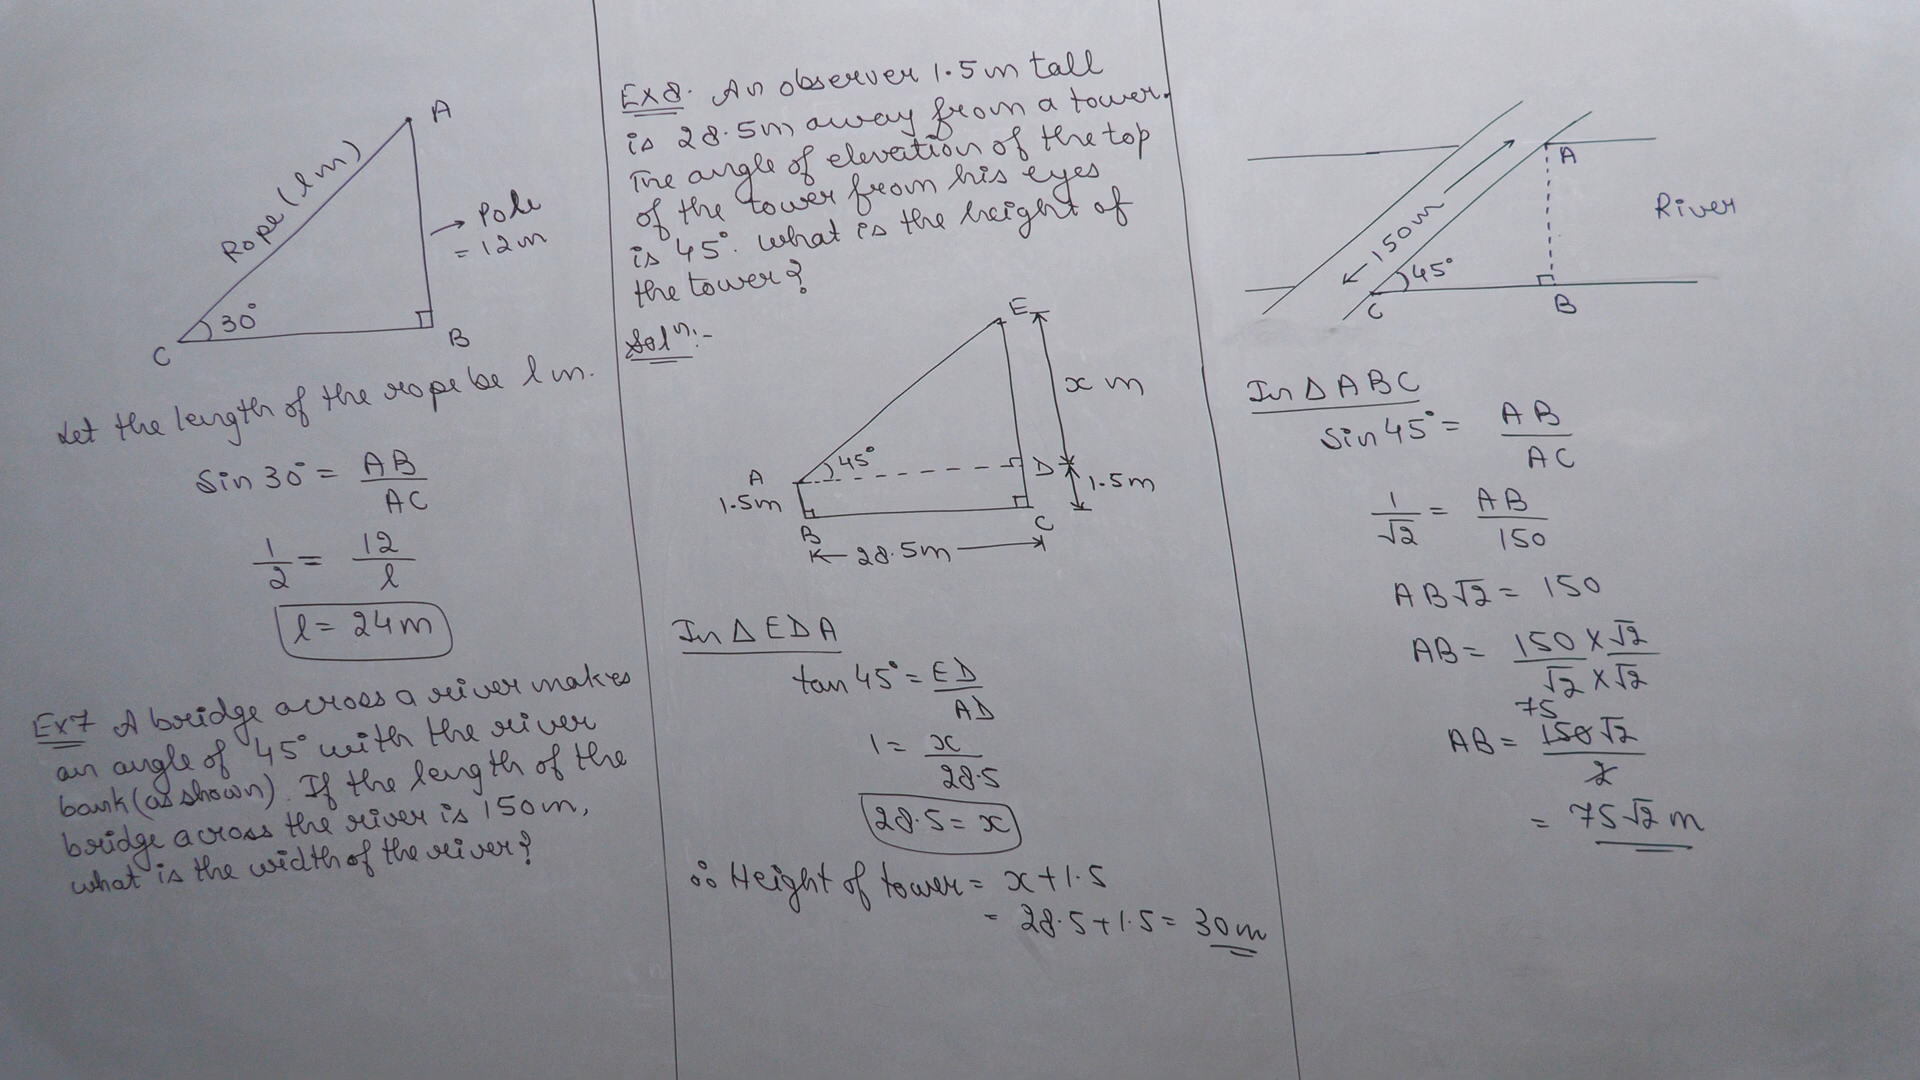 A
Rope (l m)
→ Pole
= 12m
30°
C
B
Let the length of the rope be l m.
Sin 30° = AB/AC
1/2 = 12/l
l = 24m
Ex7 A bridge across a river makes
an angle of 45° with the river
bank (as shown). If the length of the
bridge across the river is 150m,
what is the width of the river?
Ex8. An observer 1.5m tall
is 28.5m away from a tower.
The angle of elevation of the top
of the tower from his eyes
is 45°. what is the height of
the tower?
Solⁿ:-
E
x m
45°
A
D
1.5m
1.5m
B
C
28.5m
In Δ EDA
tan 45° = ED/AD
1 = x/28.5
28.5 = x
∴ Height of tower = x + 1.5
= 28.5 + 1.5 = 30m
A
150m
River
45°
C
B
In Δ ABC
Sin 45° = AB/AC
1/√2 = AB/150
AB√2 = 150
AB = 150 × √2/√2 × √2
75
AB = 150√2/2
= 75√2 m